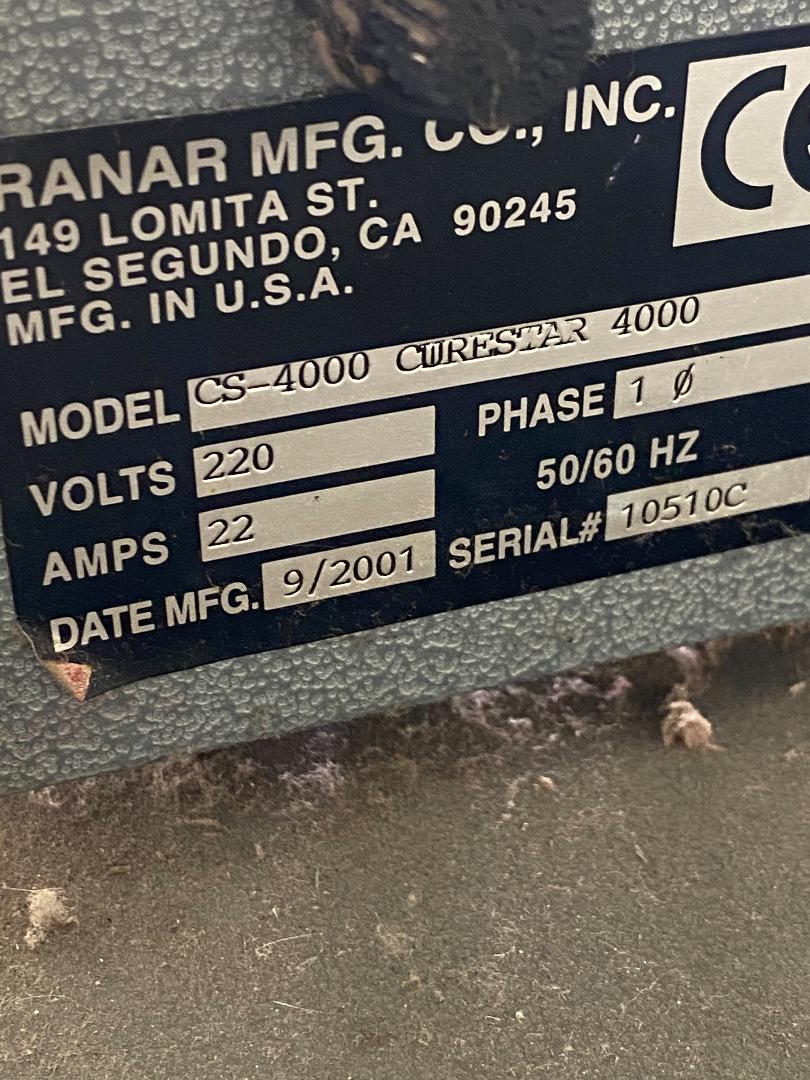 RANAR MFG. CO., INC.
149 LOMITA ST.
EL SEGUNDO, CA 90245
MFG. IN U.S.A.
CE
MODEL CS-4000 CURESTAR 4000
VOLTS 220 PHASE 1 Ø
50/60 HZ
AMPS 22 SERIAL# 10510C
DATE MFG. 9/2001